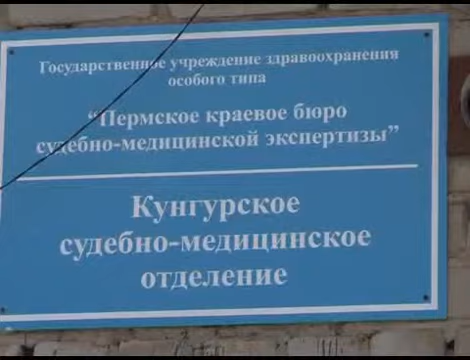 Государственное учреждение здравоохранения
особого типа
“Пермское краевое бюро
судебно-медицинской экспертизы”
Кунгурское
судебно-медицинское
отделение